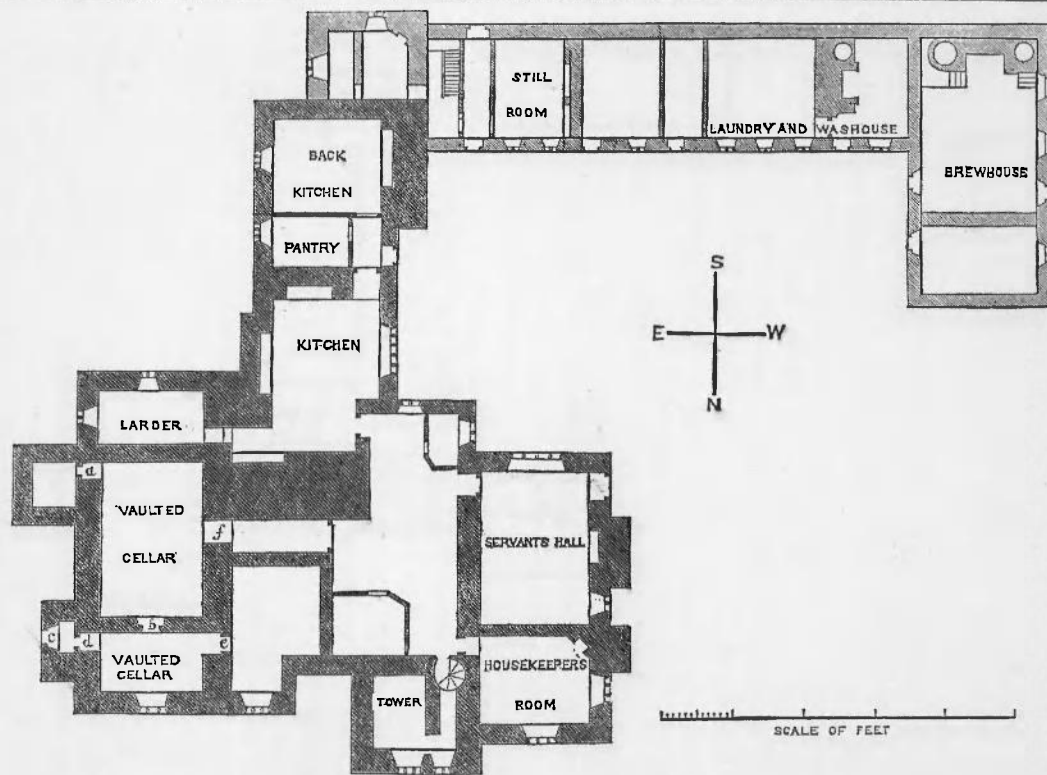 STILL
ROOM
LAUNDRY AND WASHOUSE
BACK
KITCHEN
BREWHOUSE
PANTRY
S
E W
N
KITCHEN
LARDER
a
VAULTED
CELLAR
f
SERVANTS HALL
b
c d e
VAULTED
CELLAR
HOUSEKEEPERS
ROOM
TOWER
SCALE OF FEET